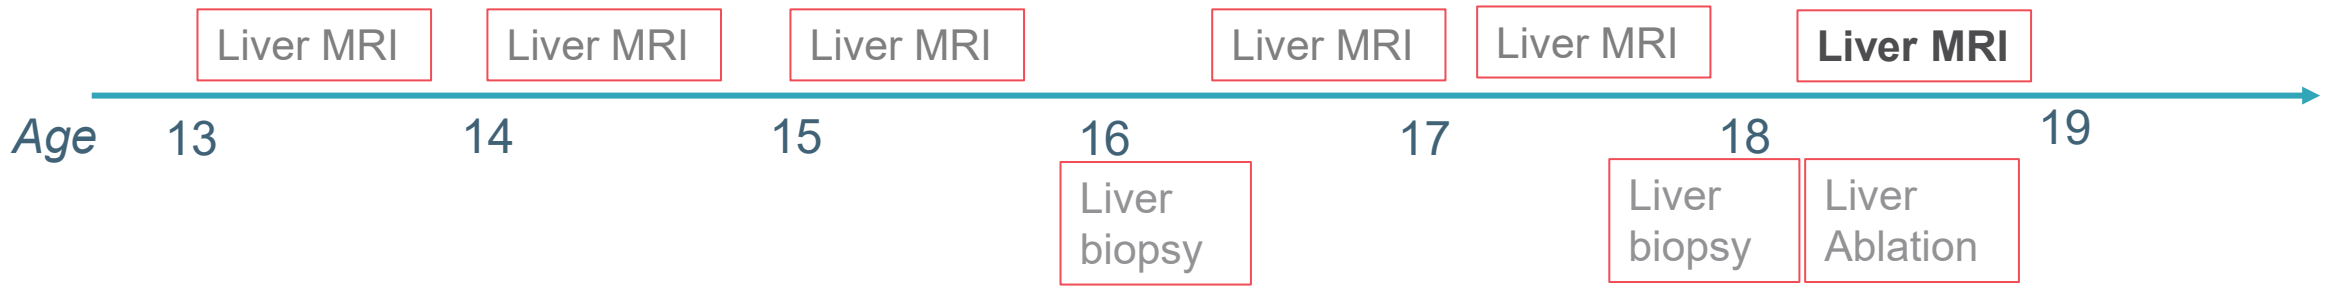 Liver MRI Liver MRI Liver MRI Liver MRI Liver MRI Liver MRI
Age 13 14 15 16 17 18 19
Liver
biopsy
Liver
biopsy
Liver
Ablation